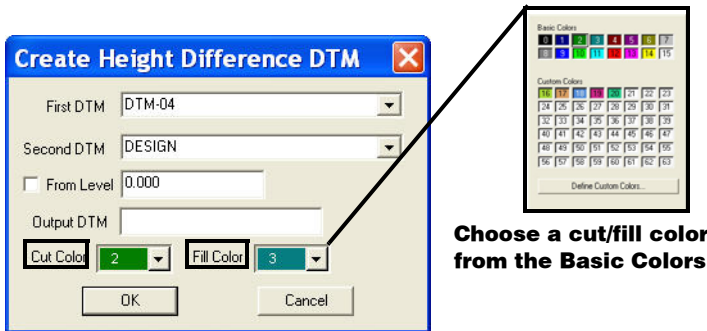 Create Height Difference DTM
First DTM DTM-04
Second DTM DESIGN
From Level 0.000
Output DTM
Cut Color 2 Fill Color 3
OK Cancel
Basic Colors
0 1 2 3 4 5 6 7
8 9 10 11 12 13 14 15
Custom Colors
16 17 18 19 20 21 22 23
24 25 26 27 28 29 30 31
32 33 34 35 36 37 38 39
40 41 42 43 44 45 46 47
48 49 50 51 52 53 54 55
56 57 58 59 60 61 62 63
Define Custom Colors...
Choose a cut/fill color
from the Basic Colors